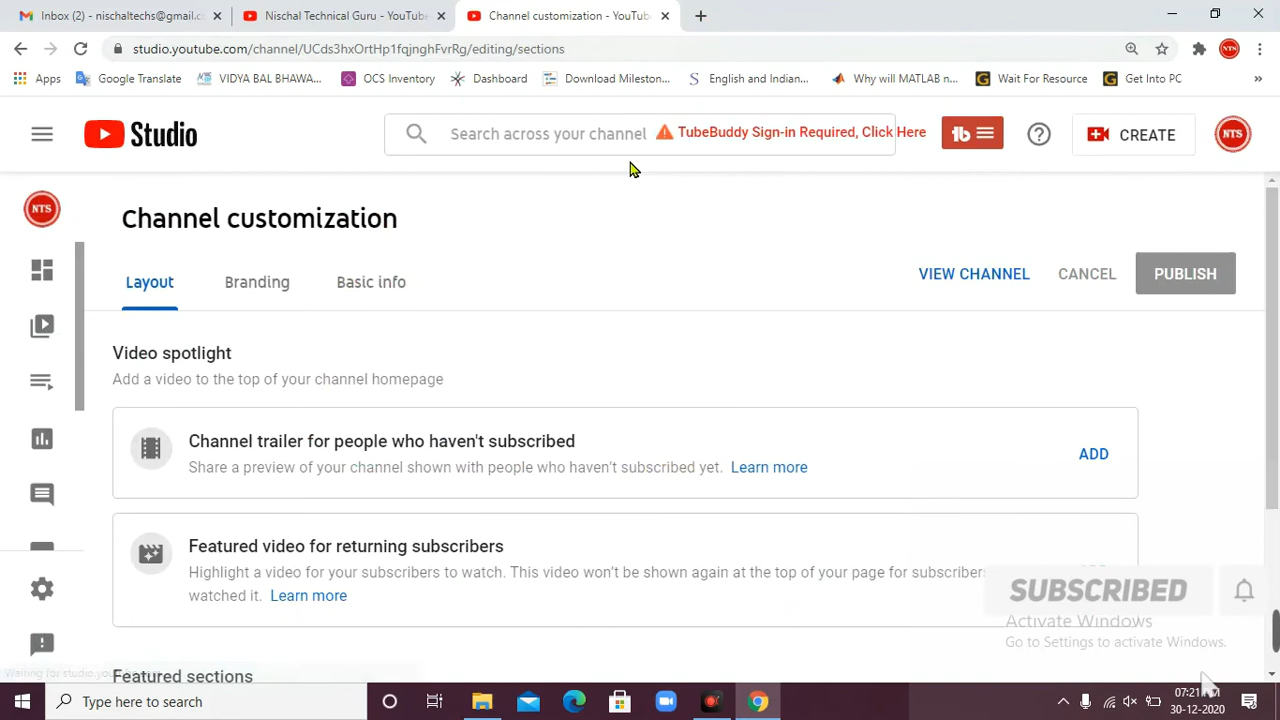 Inbox (2) - nischaltechs@gmail.co
Nischal Technical Guru - YouTube
Channel customization - YouTube
studio.youtube.com/channel/UCds3hxOrtHp1fqjnghFvrRg/editing/sections
Apps Google Translate VIDYA BAL BHAWA... OCS Inventory Dashboard Download Mileston... English and Indian... Why will MATLAB n... Wait For Resource Get Into PC »
Studio
Search across your channel
TubeBuddy Sign-in Required, Click Here
tb
CREATE
NTS
NTS
Channel customization
Layout Branding Basic info
VIEW CHANNEL CANCEL PUBLISH
Video spotlight
Add a video to the top of your channel homepage
Channel trailer for people who haven't subscribed
Share a preview of your channel shown with people who haven't subscribed yet. Learn more
ADD
Featured video for returning subscribers
Highlight a video for your subscribers to watch. This video won't be shown again at the top of your page for subscribers
watched it. Learn more
SUBSCRIBED
Activate Windows
Go to Settings to activate Windows.
Featured sections
Type here to search
07:21
30-12-2020